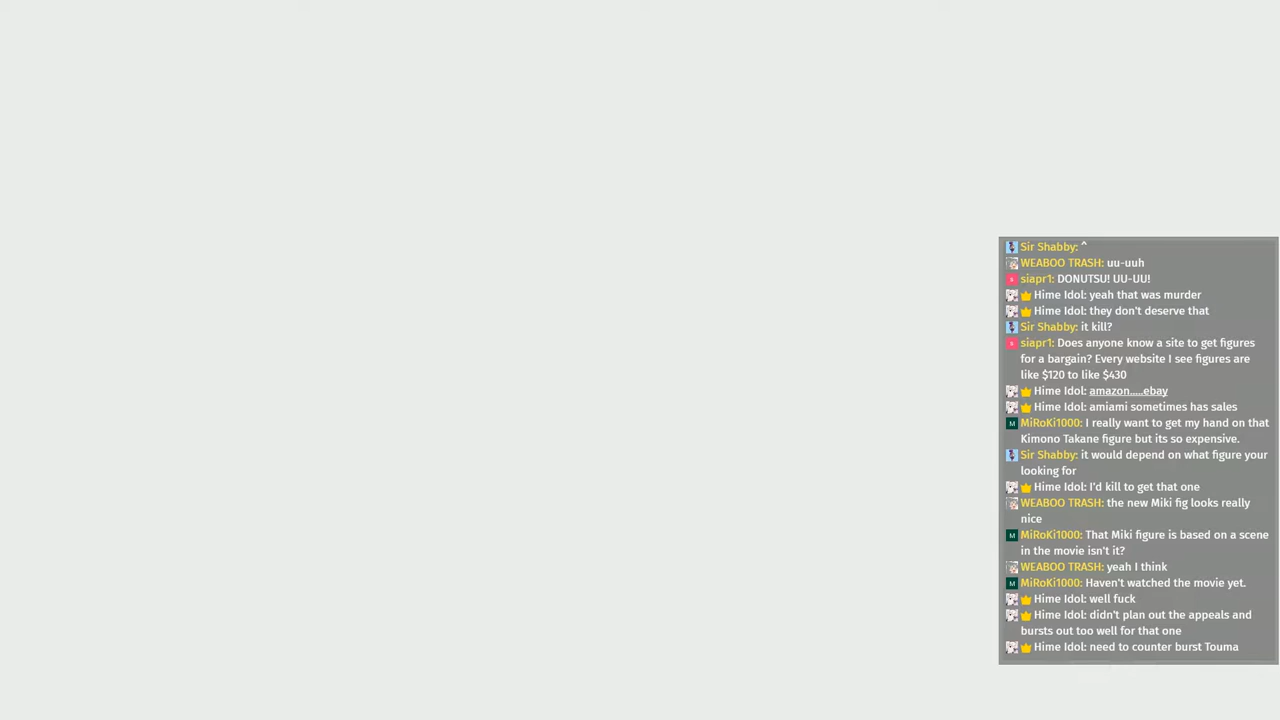 Sir Shabby: ^
WEABOO TRASH: uu-uuh
siapr1: DONUTSU! UU-UU!
Hime Idol: yeah that was murder
Hime Idol: they don't deserve that
Sir Shabby: it kill?
siapr1: Does anyone know a site to get figures
for a bargain? Every website I see figures are
like $120 to like $430
Hime Idol: amazon.....ebay
Hime Idol: amiami sometimes has sales
MiRoKi1000: I really want to get my hand on that
Kimono Takane figure but its so expensive.
Sir Shabby: it would depend on what figure your
looking for
Hime Idol: I'd kill to get that one
WEABOO TRASH: the new Miki fig looks really
nice
MiRoKi1000: That Miki figure is based on a scene
in the movie isn't it?
WEABOO TRASH: yeah I think
MiRoKi1000: Haven't watched the movie yet.
Hime Idol: well fuck
Hime Idol: didn't plan out the appeals and
bursts out too well for that one
Hime Idol: need to counter burst Touma